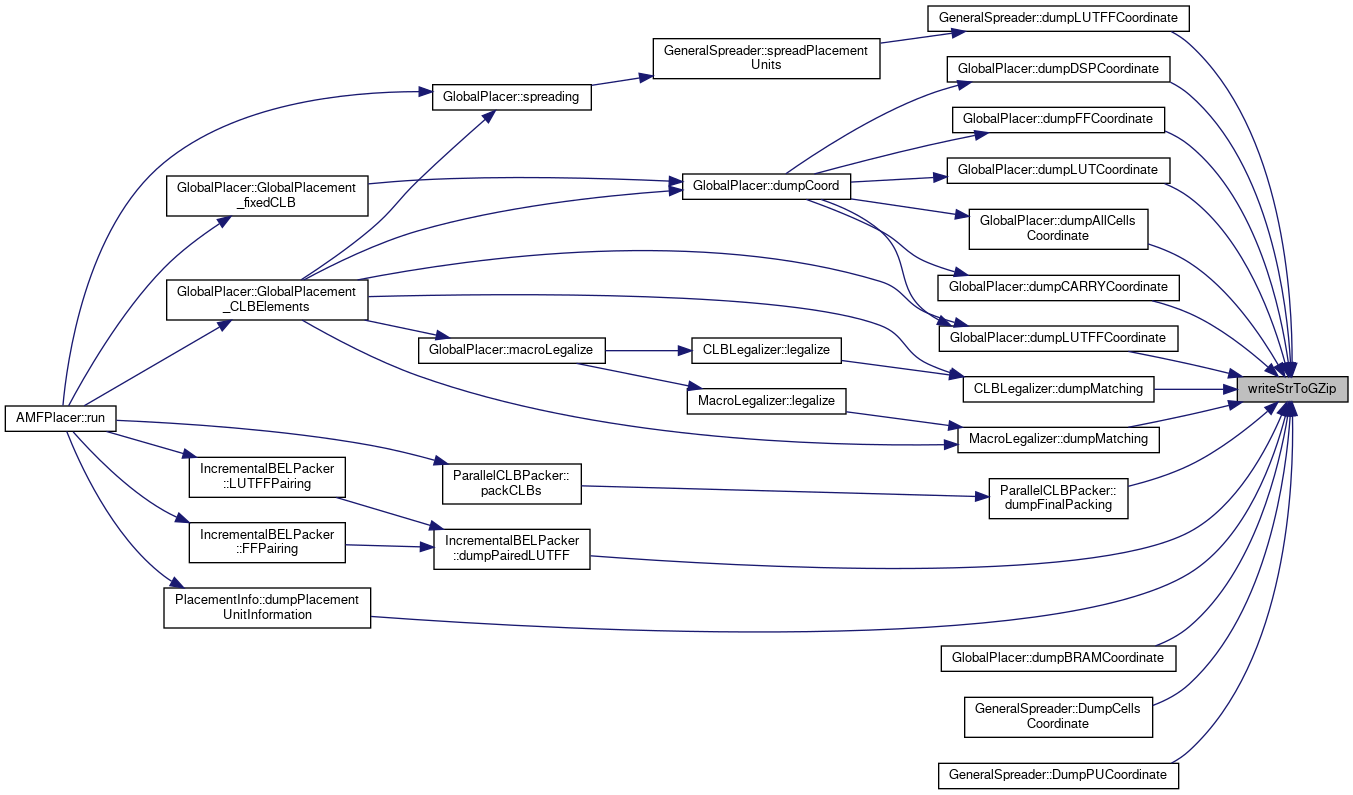 GeneralSpreader::dumpLUTFFCoordinate
GeneralSpreader::spreadPlacement
Units
GlobalPlacer::dumpDSPCoordinate
GlobalPlacer::spreading
GlobalPlacer::dumpFFCoordinate
GlobalPlacer::dumpLUTCoordinate
GlobalPlacer::GlobalPlacement
_fixedCLB
GlobalPlacer::dumpCoord
GlobalPlacer::dumpAllCells
Coordinate
GlobalPlacer::dumpCARRYCoordinate
GlobalPlacer::GlobalPlacement
_CLBElements
GlobalPlacer::dumpLUTFFCoordinate
GlobalPlacer::macroLegalize
CLBLegalizer::legalize
CLBLegalizer::dumpMatching
writeStrToGZip
MacroLegalizer::legalize
AMFPlacer::run
MacroLegalizer::dumpMatching
IncrementalBELPacker
::LUTFFPairing
ParallelCLBPacker::
packCLBs
ParallelCLBPacker::
dumpFinalPacking
IncrementalBELPacker
::FFPairing
IncrementalBELPacker
::dumpPairedLUTFF
PlacementInfo::dumpPlacement
UnitInformation
GlobalPlacer::dumpBRAMCoordinate
GeneralSpreader::DumpCells
Coordinate
GeneralSpreader::DumpPUCoordinate